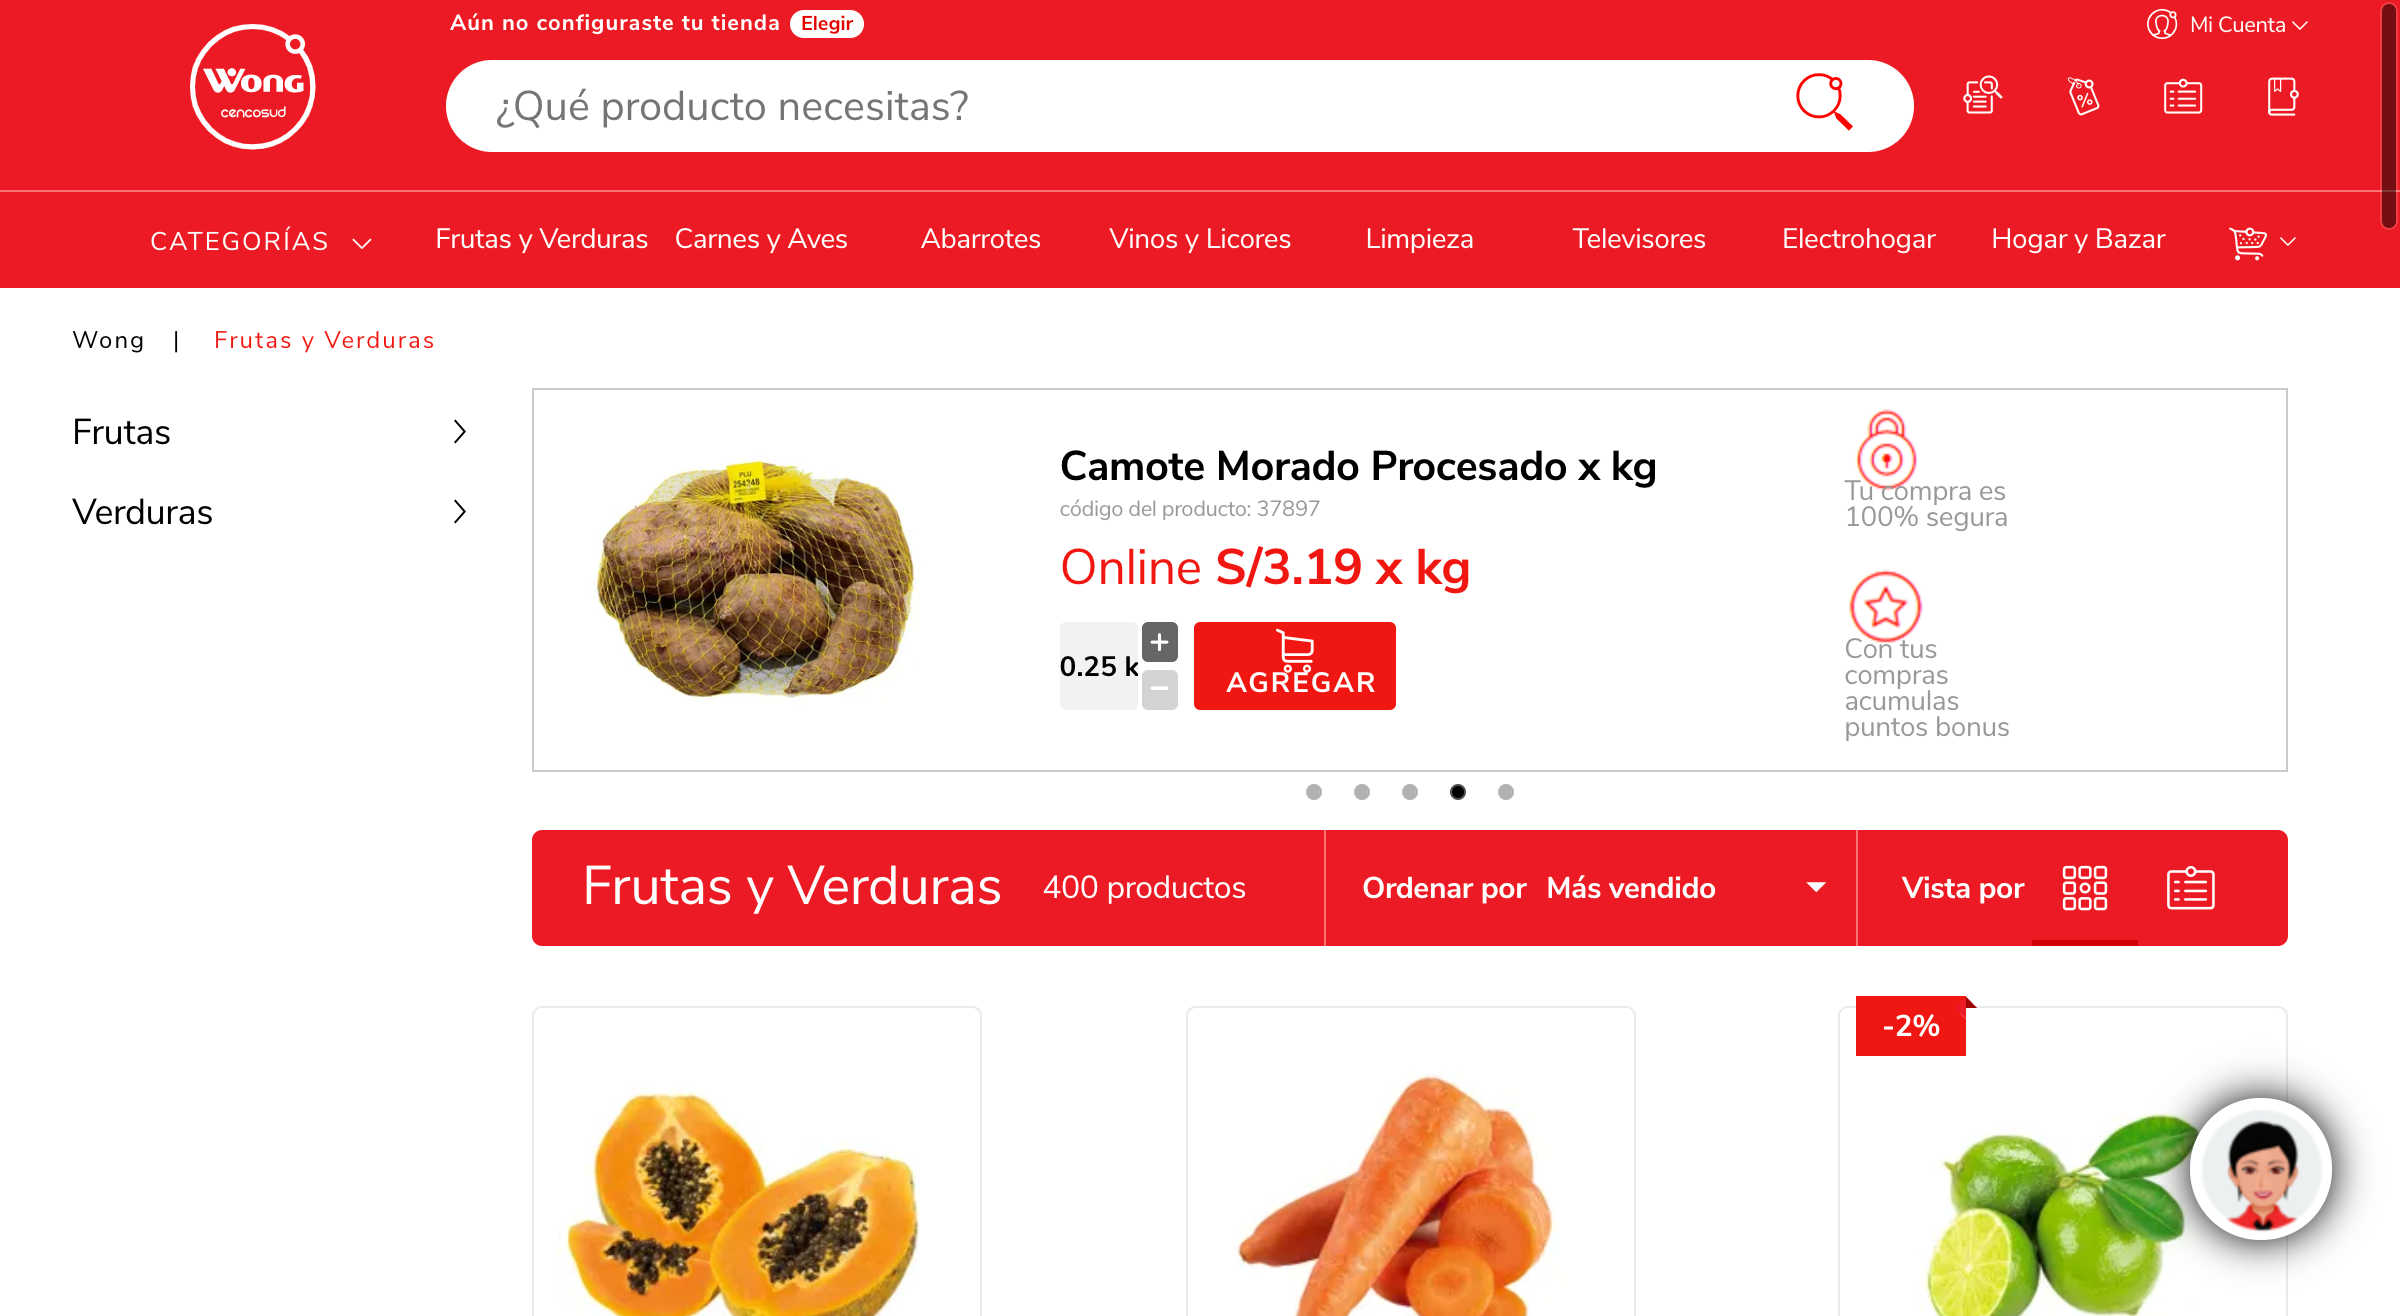 Aún no configuraste tu tienda Elegir
Mi Cuenta
Wong
cencosud
¿Qué producto necesitas?
CATEGORÍAS
Frutas y Verduras
Carnes y Aves
Abarrotes
Vinos y Licores
Limpieza
Televisores
Electrohogar
Hogar y Bazar
Wong | Frutas y Verduras
Frutas
Verduras
PLU
254248
Camote Morado Procesado x kg
código del producto: 37897
Online S/3.19 x kg
0.25 k
+
−
AGREGAR
Tu compra es
100% segura
Con tus
compras
acumulas
puntos bonus
Frutas y Verduras 400 productos
Ordenar por Más vendido
Vista por
-2%